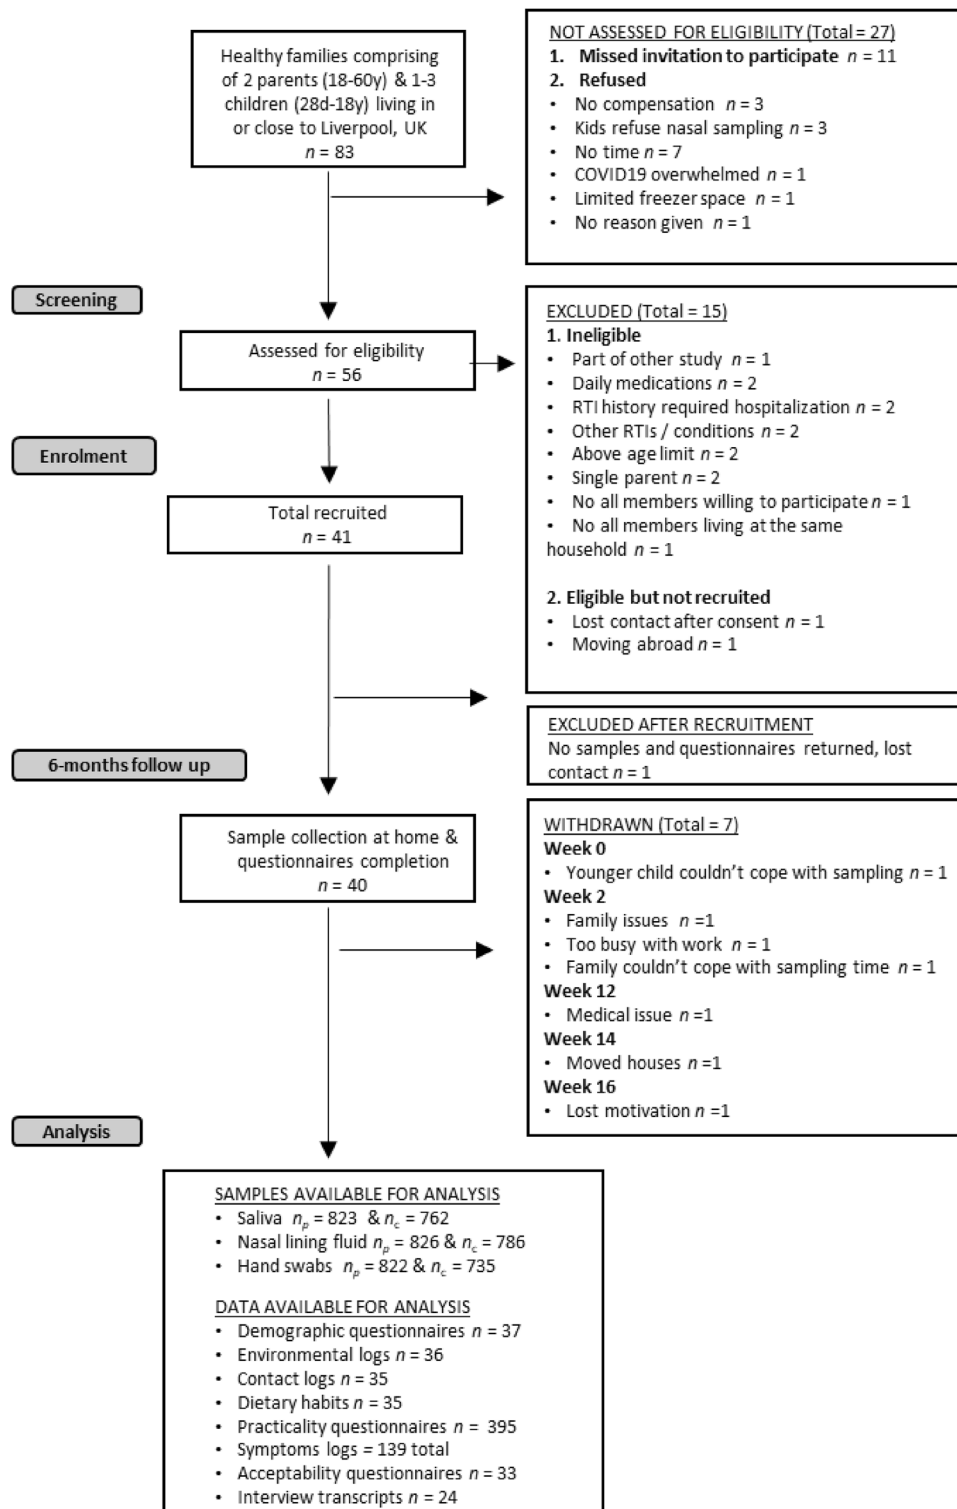 Healthy families comprising
of 2 parents (18-60y) & 1-3
children (28d-18y) living in
or close to Liverpool, UK
n = 83
NOT ASSESSED FOR ELIGIBILITY (Total = 27)
1. Missed invitation to participate n = 11
2. Refused
• No compensation n = 3
• Kids refuse nasal sampling n = 3
• No time n = 7
• COVID19 overwhelmed n = 1
• Limited freezer space n = 1
• No reason given n = 1
Screening
Assessed for eligibility
n = 56
EXCLUDED (Total = 15)
1. Ineligible
• Part of other study n = 1
• Daily medications n = 2
• RTI history required hospitalization n = 2
• Other RTIs / conditions n = 2
• Above age limit n = 2
• Single parent n = 2
• No all members willing to participate n = 1
• No all members living at the same
household n = 1
2. Eligible but not recruited
• Lost contact after consent n = 1
• Moving abroad n = 1
Enrolment
Total recruited
n = 41
EXCLUDED AFTER RECRUITMENT
No samples and questionnaires returned, lost
contact n = 1
6-months follow up
Sample collection at home &
questionnaires completion
n = 40
WITHDRAWN (Total = 7)
Week 0
• Younger child couldn't cope with sampling n = 1
Week 2
• Family issues n =1
• Too busy with work n = 1
• Family couldn't cope with sampling time n = 1
Week 12
• Medical issue n =1
Week 14
• Moved houses n =1
Week 16
• Lost motivation n =1
Analysis
SAMPLES AVAILABLE FOR ANALYSIS
• Saliva nₚ = 823 & n_c = 762
• Nasal lining fluid nₚ = 826 & n_c = 786
• Hand swabs nₚ = 822 & n_c = 735
DATA AVAILABLE FOR ANALYSIS
• Demographic questionnaires n = 37
• Environmental logs n = 36
• Contact logs n = 35
• Dietary habits n = 35
• Practicality questionnaires n = 395
• Symptoms logs = 139 total
• Acceptability questionnaires n = 33
• Interview transcripts n = 24